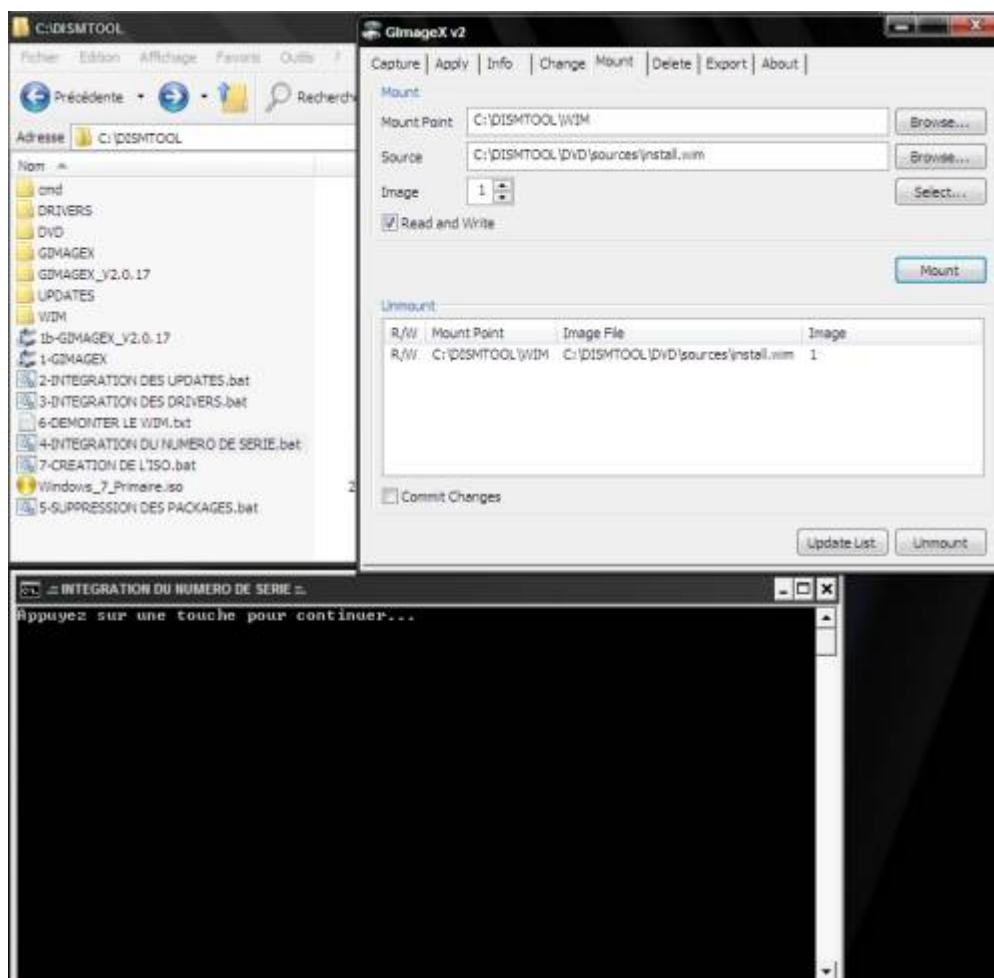 C:\DISMTOOL
Fichier Edition Affichage Favoris Outils ?
Précédente
Recherch
Adresse C:\DISMTOOL
Nom
cmd
DRIVERS
DVD
GIMAGEX
GIMAGEX_V2.0.17
UPDATES
WIM
1b-GIMAGEX_V2.0.17
1-GIMAGEX
2-INTEGRATION DES UPDATES.bat
3-INTEGRATION DES DRIVERS.bat
6-DEMONTER LE WIM.txt
4-INTEGRATION DU NUMERO DE SERIE.bat
7-CREATION DE L'ISO.bat
Windows_7_Primaire.iso 2
5-SUPPRESSION DES PACKAGES.bat
GImageX v2
Capture Apply Info Change Mount Delete Export About
Mount
Mount Point C:\DISMTOOL\WIM Browse...
Source C:\DISMTOOL\DVD\sources\install.wim Browse...
Image 1 Select...
Read and Write
Mount
Unmount
R/W Mount Point Image File Image
R/W C:\DISMTOOL\WIM C:\DISMTOOL\DVD\sources\install.wim 1
Commit Changes
Update List Unmount
.:: INTEGRATION DU NUMERO DE SERIE ::.
Appuyez sur une touche pour continuer...